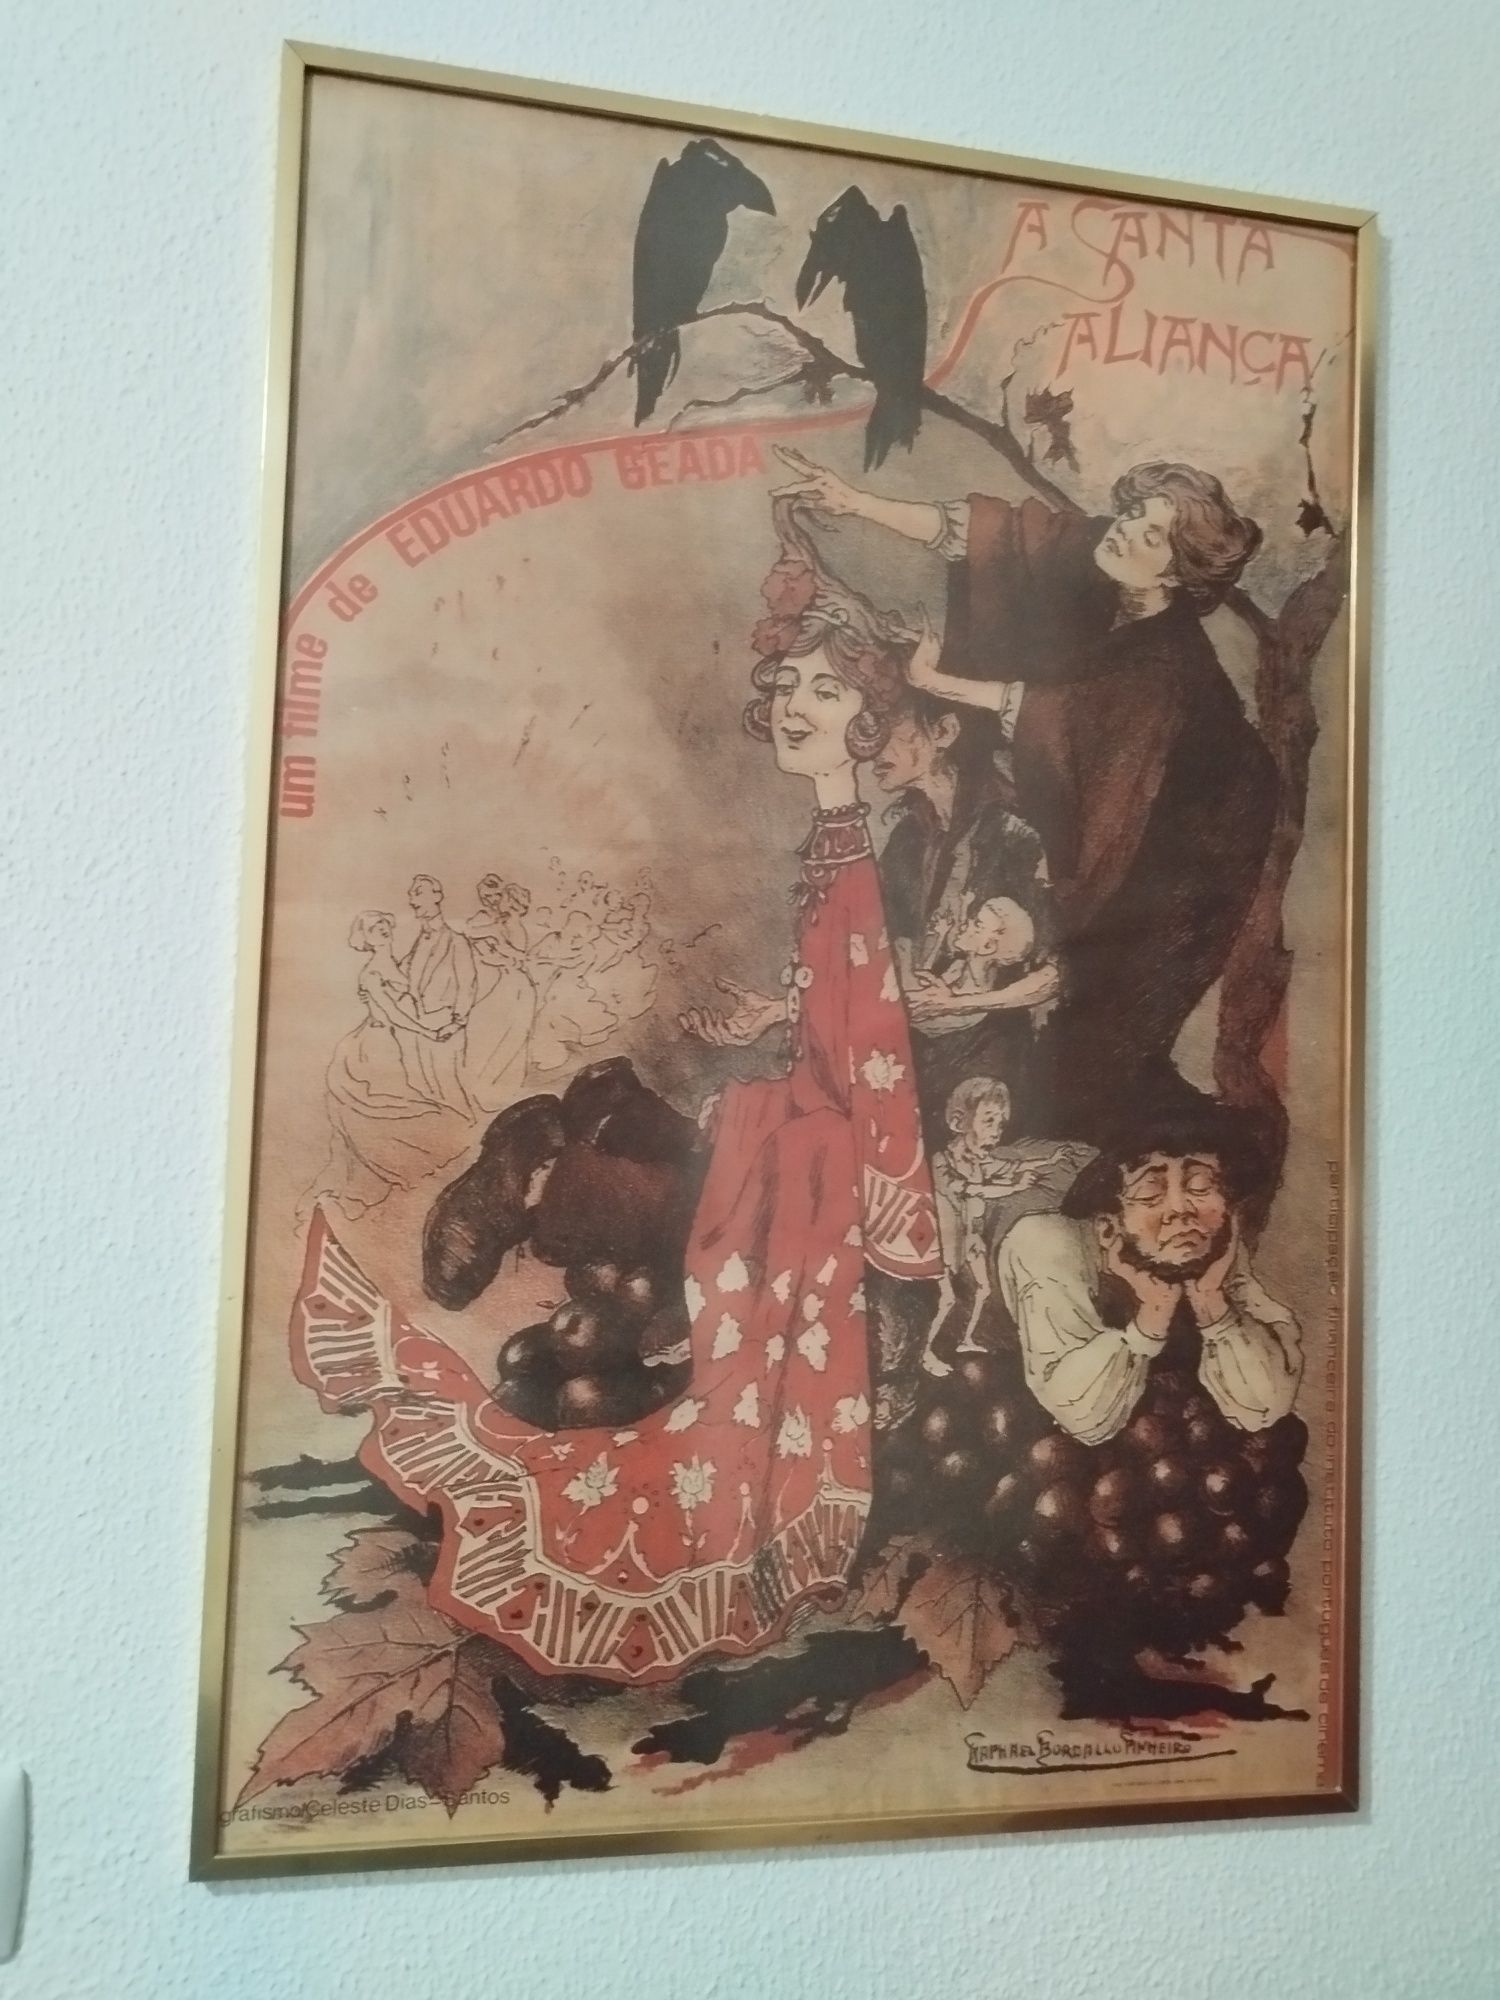 A SANTA
ALIANÇA
um filme de EDUARDO GEADA
participação financeira do instituto português de cinema
RAPHAEL BORDALLO PINHEIRO
grafismo/Celeste Dias-Santos